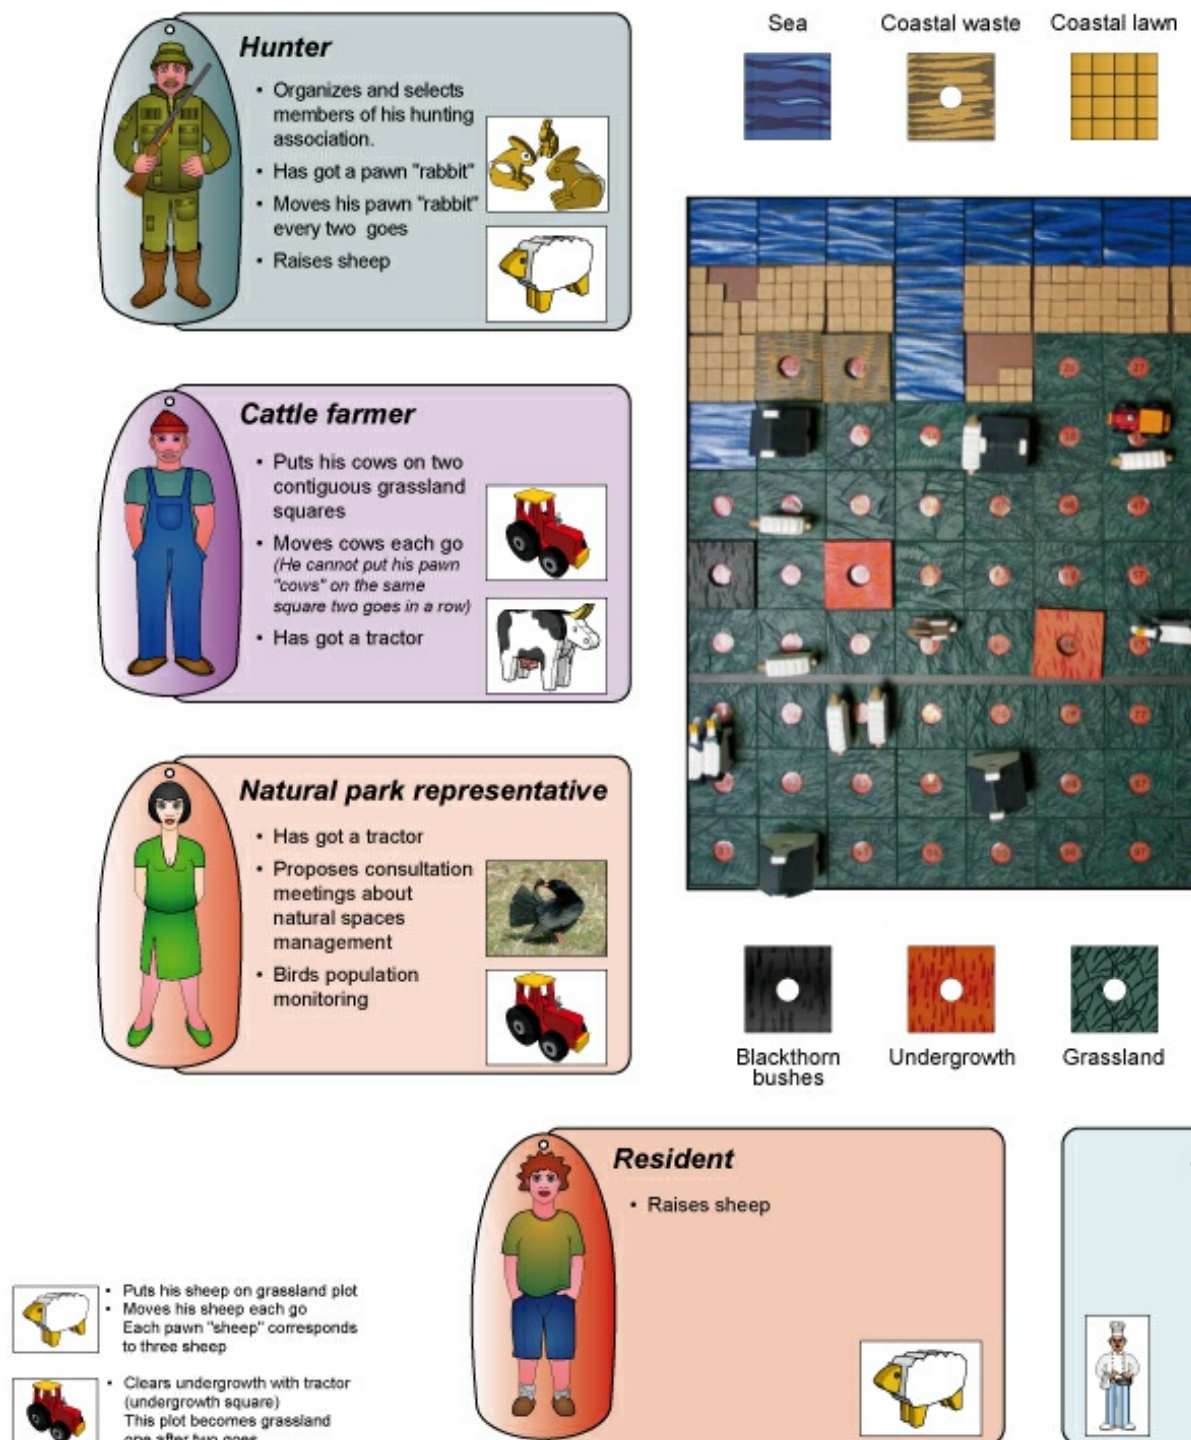 Hunter
• Organizes and selects
members of his hunting
association.
• Has got a pawn "rabbit"
• Moves his pawn "rabbit"
every two goes
• Raises sheep
Cattle farmer
• Puts his cows on two
contiguous grassland
squares
• Moves cows each go
(He cannot put his pawn
"cows" on the same
square two goes in a row)
• Has got a tractor
Natural park representative
• Has got a tractor
• Proposes consultation
meetings about
natural spaces
management
• Birds population
monitoring
Sea
Coastal waste
Coastal lawn
Blackthorn
bushes
Undergrowth
Grassland
Resident
• Raises sheep
• Puts his sheep on grassland plot
• Moves his sheep each go
Each pawn "sheep" corresponds
to three sheep
• Clears undergrowth with tractor
(undergrowth square)
This plot becomes grassland
one after two goes